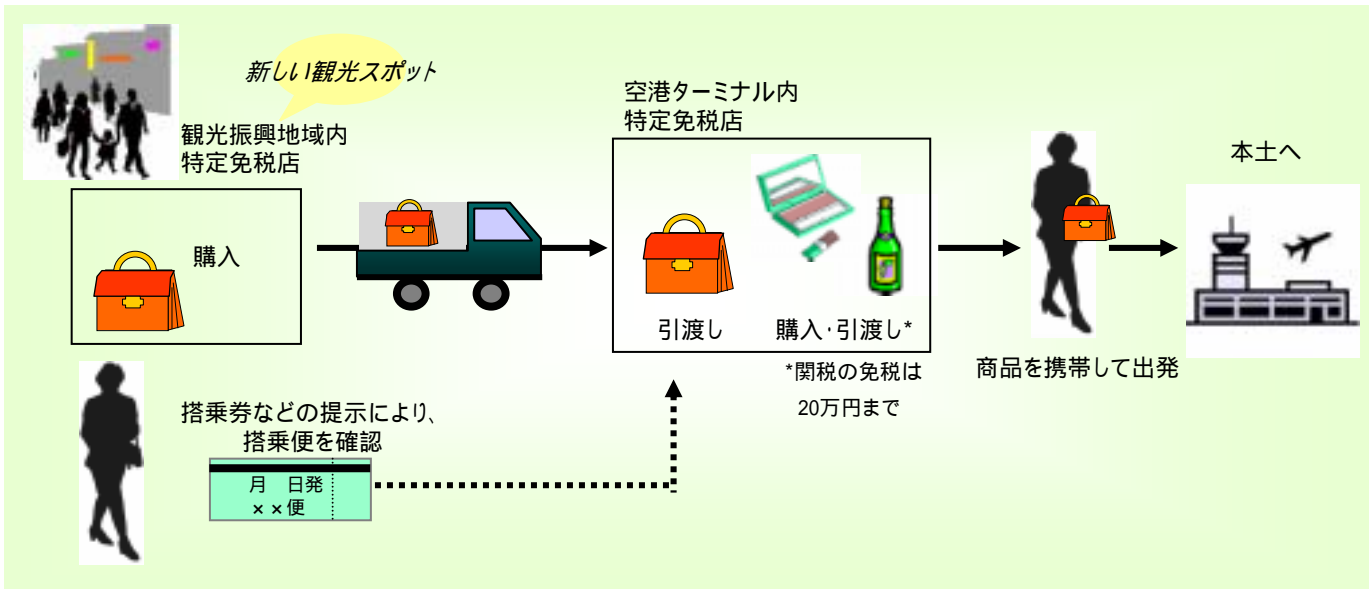 新しい観光スポット
観光振興地域内
特定免税店
購入
空港ターミナル内
特定免税店
引渡し
購入・引渡し*
*関税の免税は
20万円まで
商品を携帯して出発
本土へ
搭乗券などの提示により、
搭乗便を確認
月　日発
××便